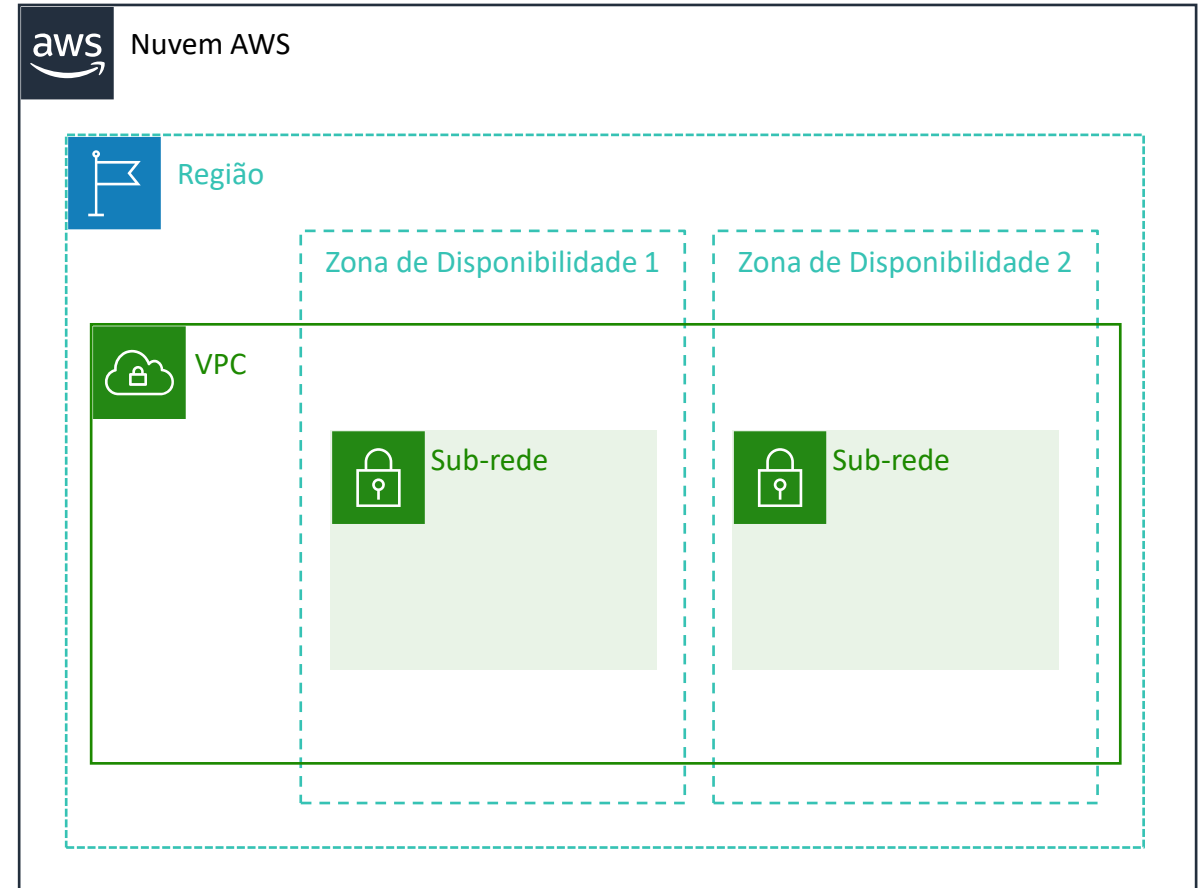 aws
Nuvem AWS
Região
Zona de Disponibilidade 1
Zona de Disponibilidade 2
VPC
Sub-rede
Sub-rede